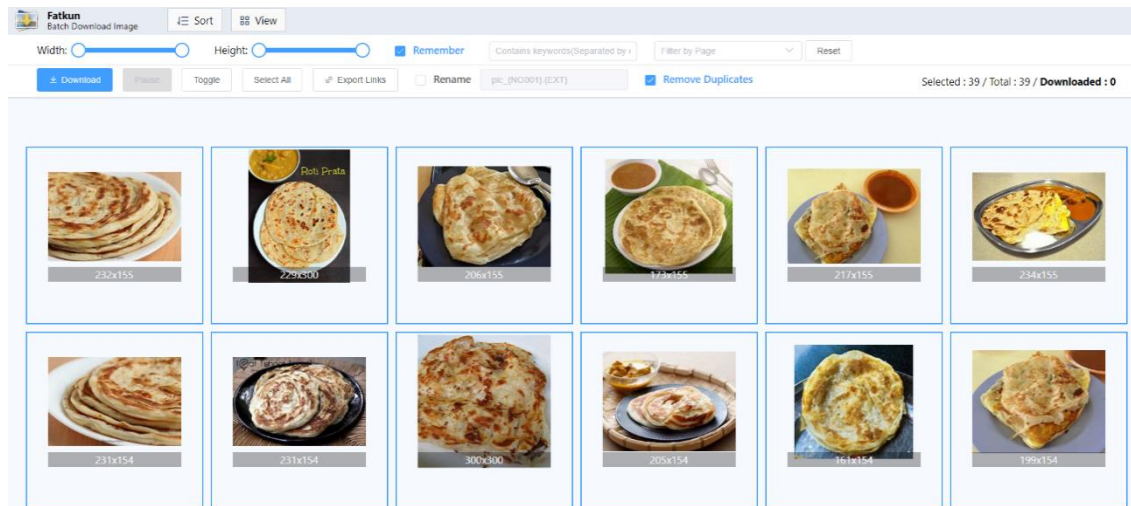 Fatkun
Batch Download Image
Sort
View
Width:
Height:
Remember
Contains keywords(Separated by
Filter by Page
Reset
Download
Pause
Toggle
Select All
Export Links
Rename
pic_{NO001}.{EXT}
Remove Duplicates
Selected : 39 / Total : 39 / Downloaded : 0
Roti Prata
232x155
229x300
206x155
173x155
217x155
234x155
231x154
231x154
300x300
205x154
161x154
199x154